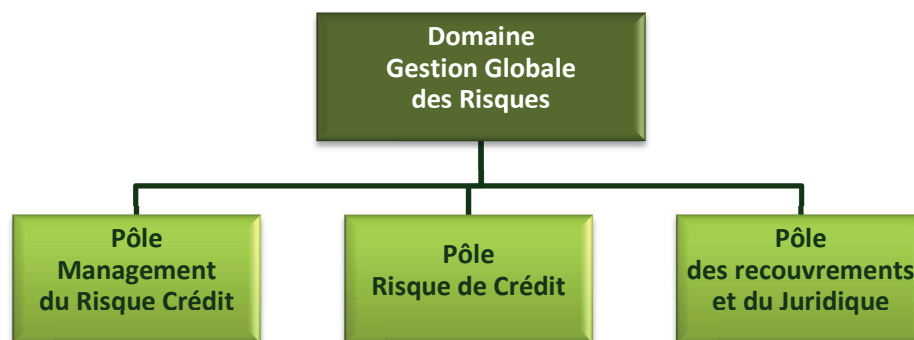 Domaine
Gestion Globale
des Risques
Pôle
Management
du Risque Crédit
Pôle
Risque de Crédit
Pôle
des recouvrements
et du Juridique